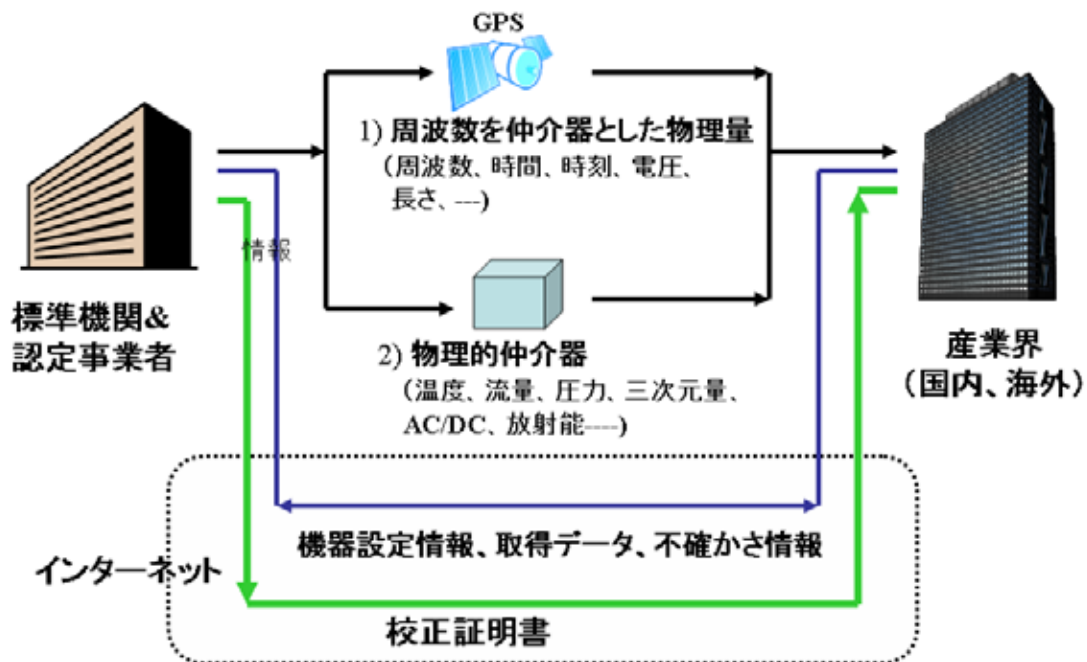 GPS
1) 周波数を仲介器とした物理量
（周波数、時間、時刻、電圧、
長さ、---)
情報
標準機関&
認定事業者
2) 物理的仲介器
（温度、流量、圧力、三次元量、
AC/DC、放射能----)
産業界
（国内、海外）
機器設定情報、取得データ、不確かさ情報
インターネット
校正証明書